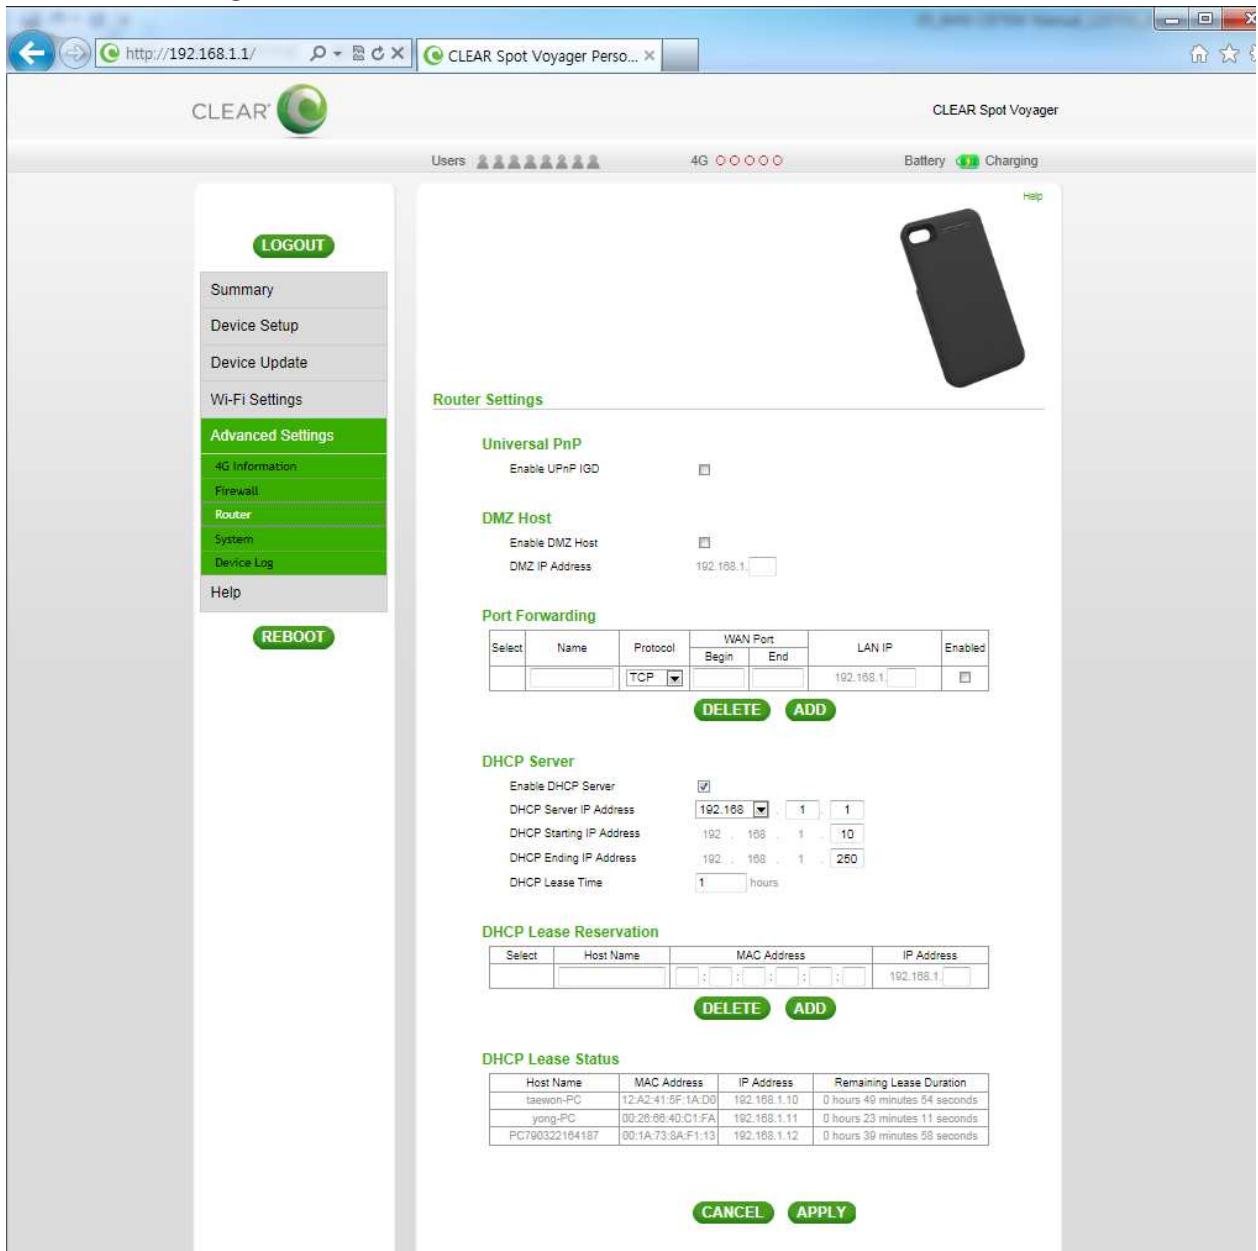 http://192.168.1.1/
CLEAR Spot Voyager Perso...
CLEAR
CLEAR Spot Voyager
Users
4G
Battery
Charging
Help
LOGOUT
Summary
Device Setup
Device Update
Wi-Fi Settings
Advanced Settings
4G Information
Firewall
Router
System
Device Log
Help
REBOOT
Router Settings
Universal PnP
Enable UPnP IGD
DMZ Host
Enable DMZ Host
DMZ IP Address 192.168.1.
Port Forwarding
Select Name Protocol WAN Port LAN IP Enabled
Begin End
TCP 192.168.1.
DELETE ADD
DHCP Server
Enable DHCP Server
DHCP Server IP Address 192.168 . 1 . 1
DHCP Starting IP Address 192 . 168 . 1 . 10
DHCP Ending IP Address 192 . 168 . 1 . 250
DHCP Lease Time 1 hours
DHCP Lease Reservation
Select Host Name MAC Address IP Address
: : : : : 192.168.1.
DELETE ADD
DHCP Lease Status
Host Name MAC Address IP Address Remaining Lease Duration
taewon-PC 12:A2:41:5F:1A:D0 192.168.1.10 0 hours 49 minutes 54 seconds
yong-PC 00:26:66:40:C1:FA 192.168.1.11 0 hours 23 minutes 11 seconds
PC790322164187 00:1A:73:8A:F1:13 192.168.1.12 0 hours 39 minutes 58 seconds
CANCEL APPLY